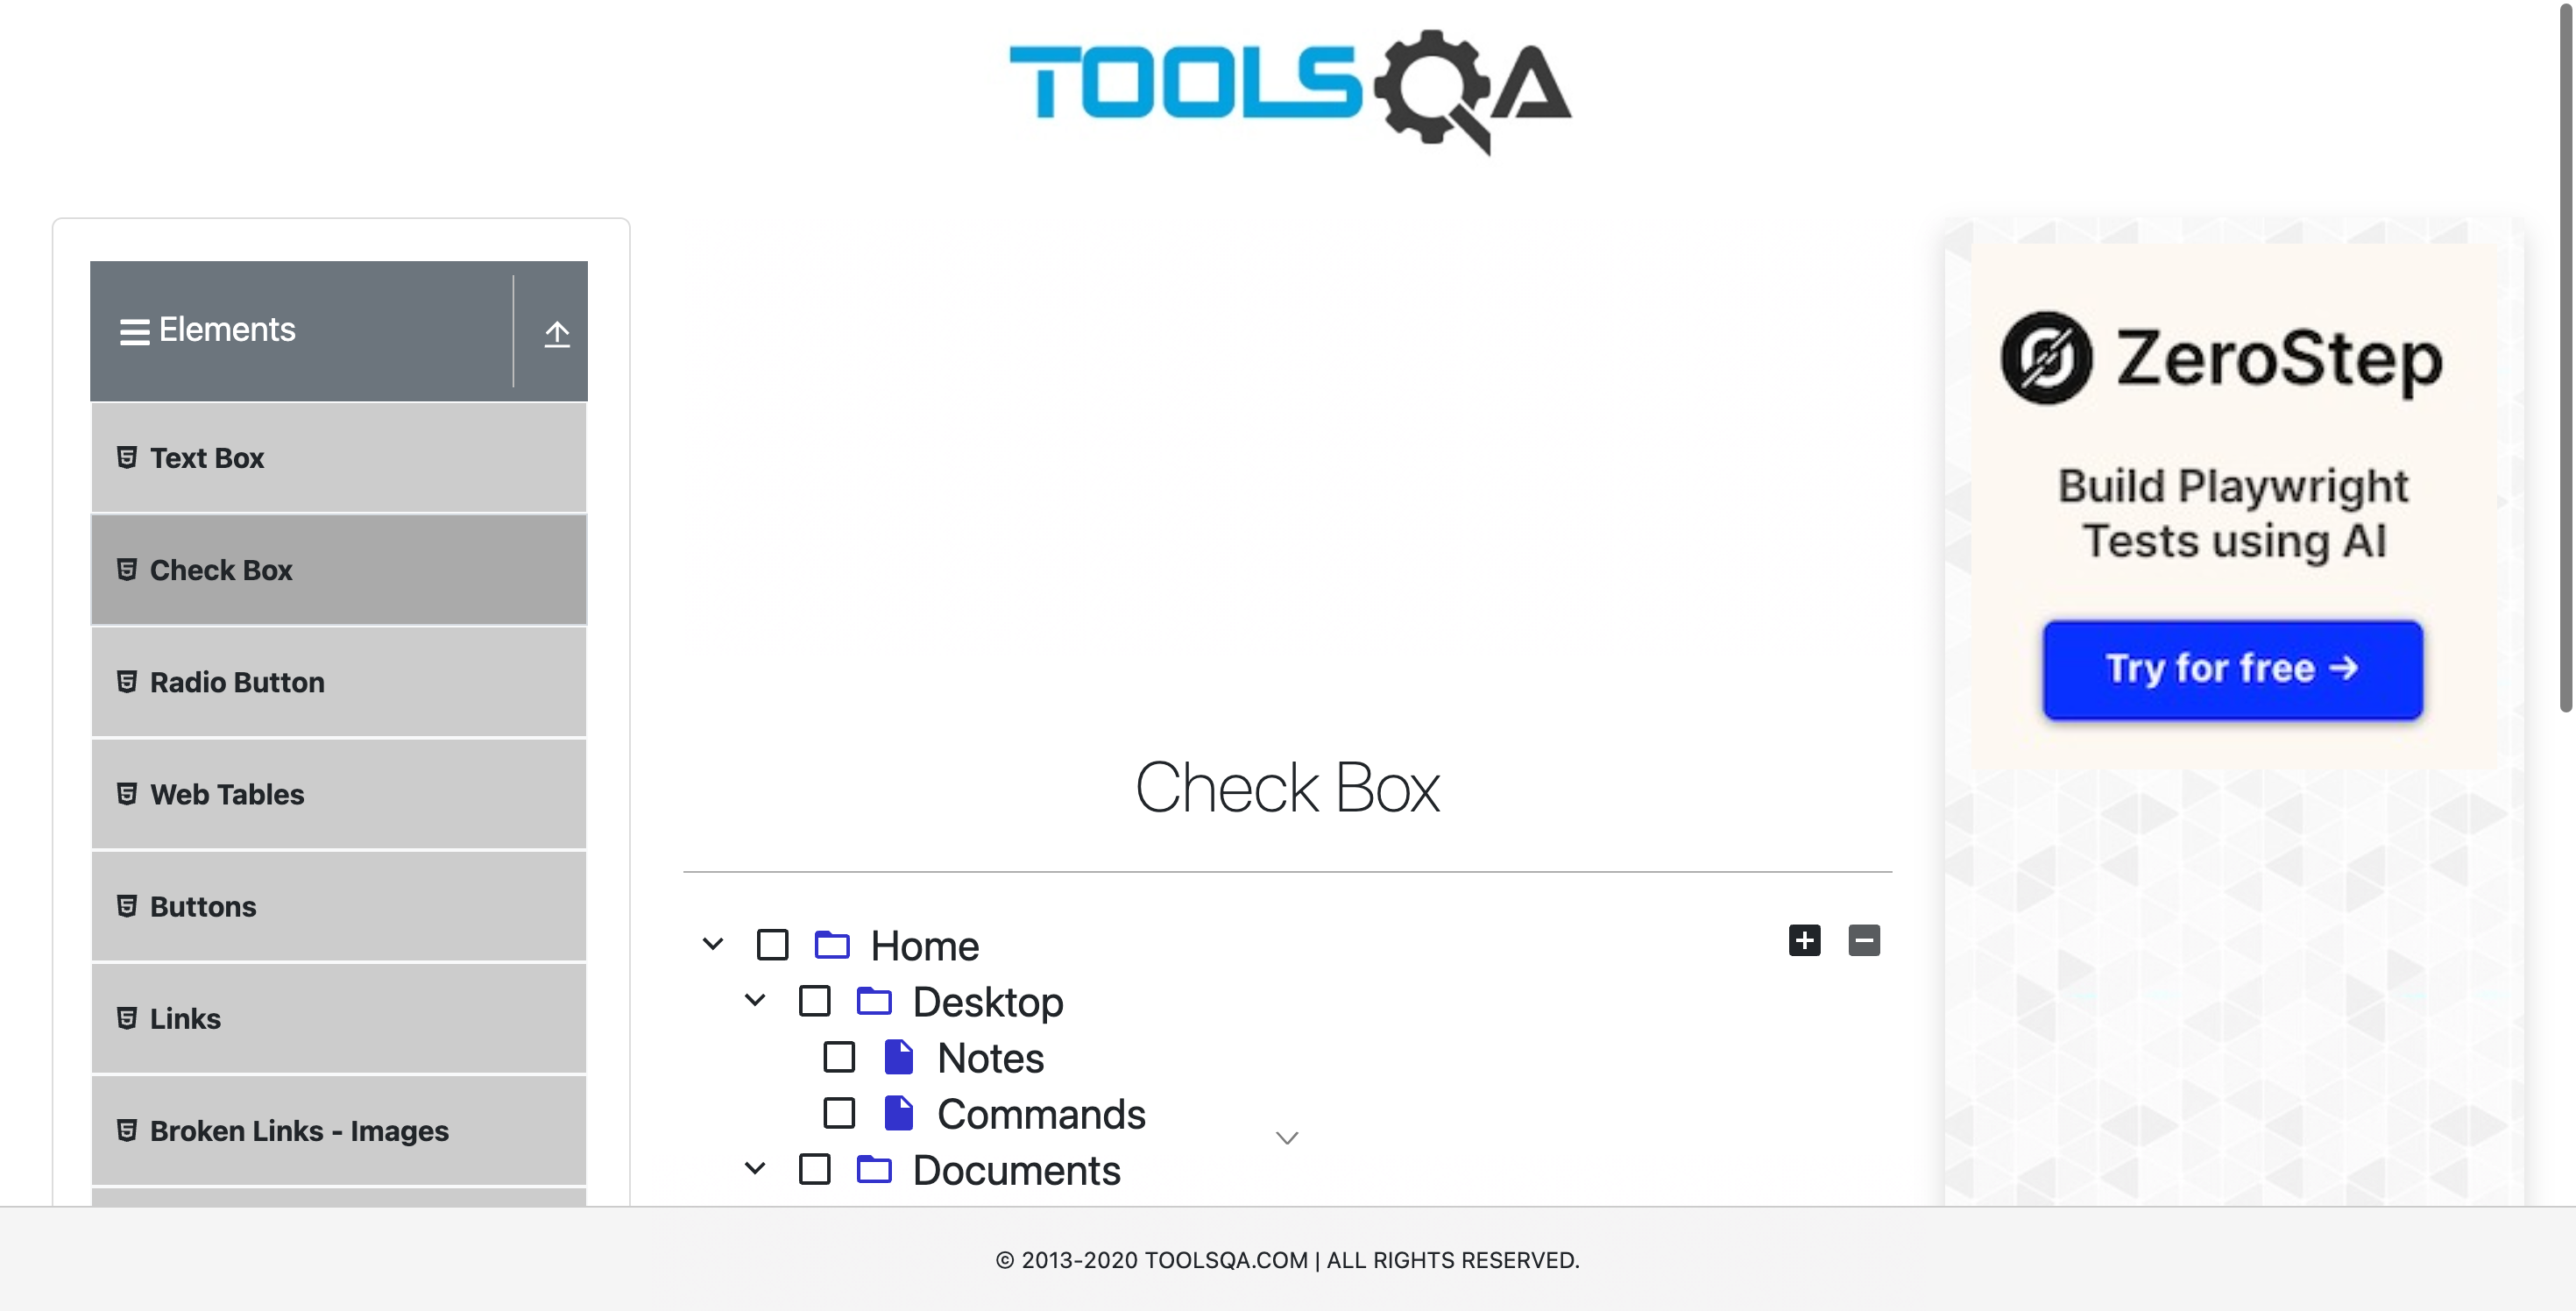 TOOLSQA
Elements
Text Box
Check Box
Radio Button
Web Tables
Buttons
Links
Broken Links - Images
Check Box
Home
Desktop
Notes
Commands
Documents
ZeroStep
Build Playwright
Tests using AI
Try for free →
© 2013-2020 TOOLSQA.COM | ALL RIGHTS RESERVED.